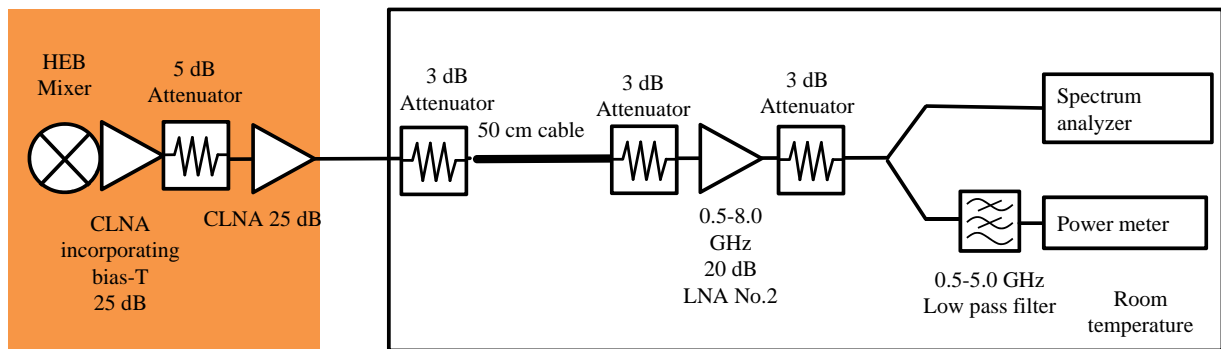 HEB
Mixer
5 dB
Attenuator
CLNA
incorporating
bias-T
25 dB
CLNA 25 dB
3 dB
Attenuator
50 cm cable
3 dB
Attenuator
0.5-8.0
GHz
20 dB
LNA No.2
3 dB
Attenuator
Spectrum
analyzer
Power meter
0.5-5.0 GHz
Low pass filter
Room
temperature